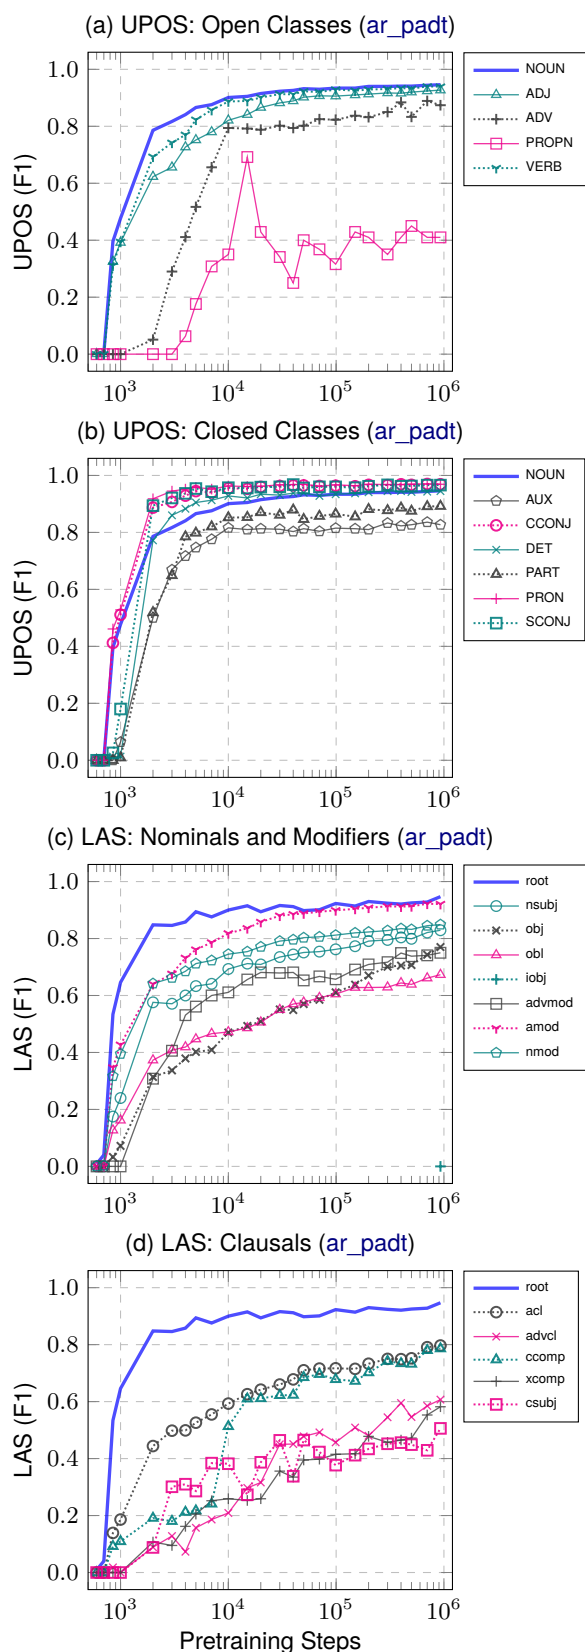 (a) UPOS: Open Classes (ar_padt)
1.0
0.8
0.6
0.4
0.2
0.0
UPOS (F1)
10³
10⁴
10⁵
10⁶
NOUN
ADJ
ADV
PROPN
VERB
(b) UPOS: Closed Classes (ar_padt)
1.0
0.8
0.6
0.4
0.2
0.0
UPOS (F1)
10³
10⁴
10⁵
10⁶
NOUN
AUX
CCONJ
DET
PART
PRON
SCONJ
(c) LAS: Nominals and Modifiers (ar_padt)
1.0
0.8
0.6
0.4
0.2
0.0
LAS (F1)
10³
10⁴
10⁵
10⁶
root
nsubj
obj
obl
iobj
advmod
amod
nmod
(d) LAS: Clausals (ar_padt)
1.0
0.8
0.6
0.4
0.2
0.0
LAS (F1)
10³
10⁴
10⁵
10⁶
Pretraining Steps
root
acl
advcl
ccomp
xcomp
csubj